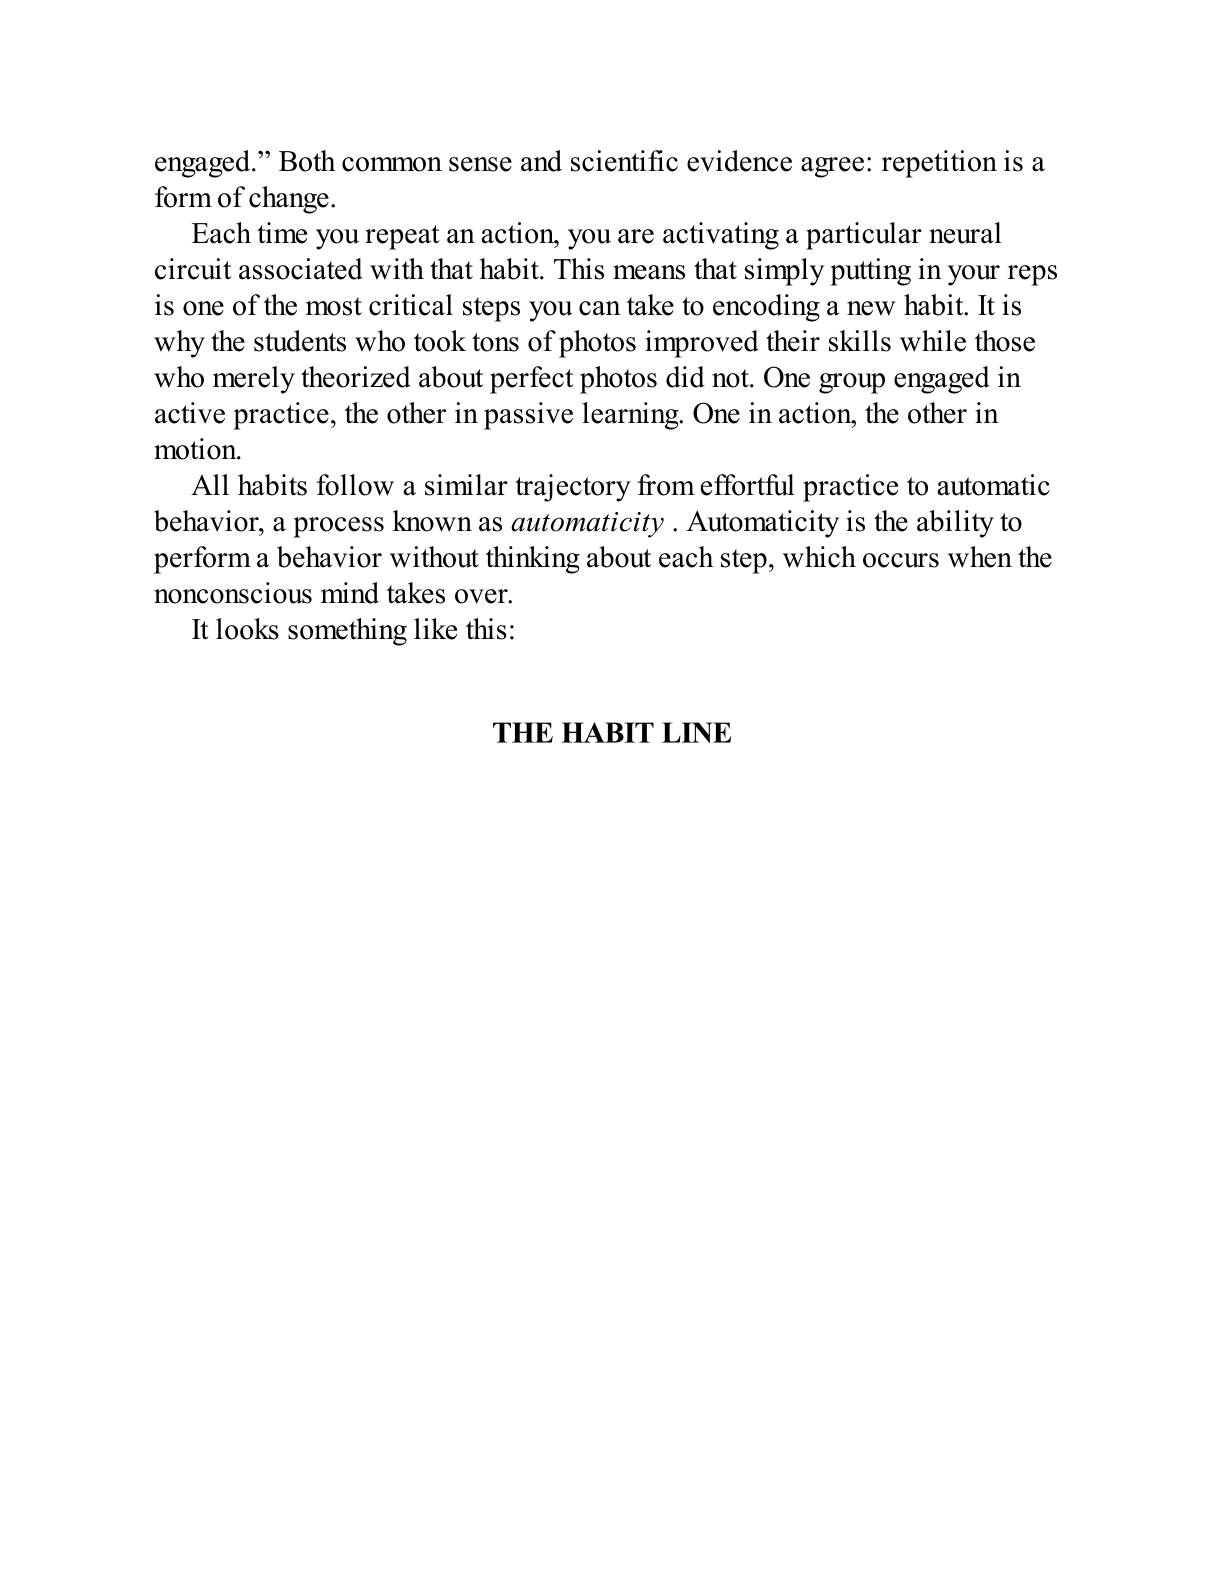 engaged.” Both common sense and scientific evidence agree: repetition is a
form of change.
Each time you repeat an action, you are activating a particular neural
circuit associated with that habit. This means that simply putting in your reps
is one of the most critical steps you can take to encoding a new habit. It is
why the students who took tons of photos improved their skills while those
who merely theorized about perfect photos did not. One group engaged in
active practice, the other in passive learning. One in action, the other in
motion.
All habits follow a similar trajectory from effortful practice to automatic
behavior, a process known as automaticity . Automaticity is the ability to
perform a behavior without thinking about each step, which occurs when the
nonconscious mind takes over.
It looks something like this:
THE HABIT LINE